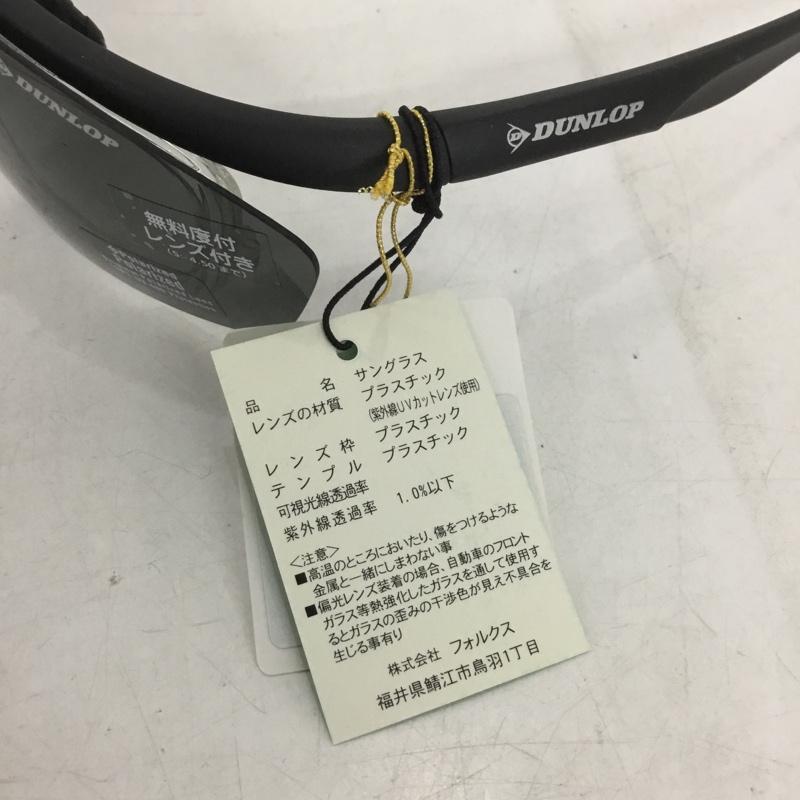 DUNLOP
DUNLOP
無料度付
レンズ付き
品名 サングラス
レンズの材質 プラスチック
(紫外線UVカットレンズ使用)
レンズ枠 プラスチック
テンプル プラスチック
可視光線透過率
紫外線透過率 1.0%以下
<注意>
■高温のところにおいたり、傷をつけるような
金属と一緒にしまわない事
■偏光レンズ装着の場合、自動車のフロント
ガラス等熱強化したガラスを通して使用す
るとガラスの歪みの干渉色が見え不具合を
生じる事有り
株式会社 フォルクス
福井県鯖江市鳥羽1丁目